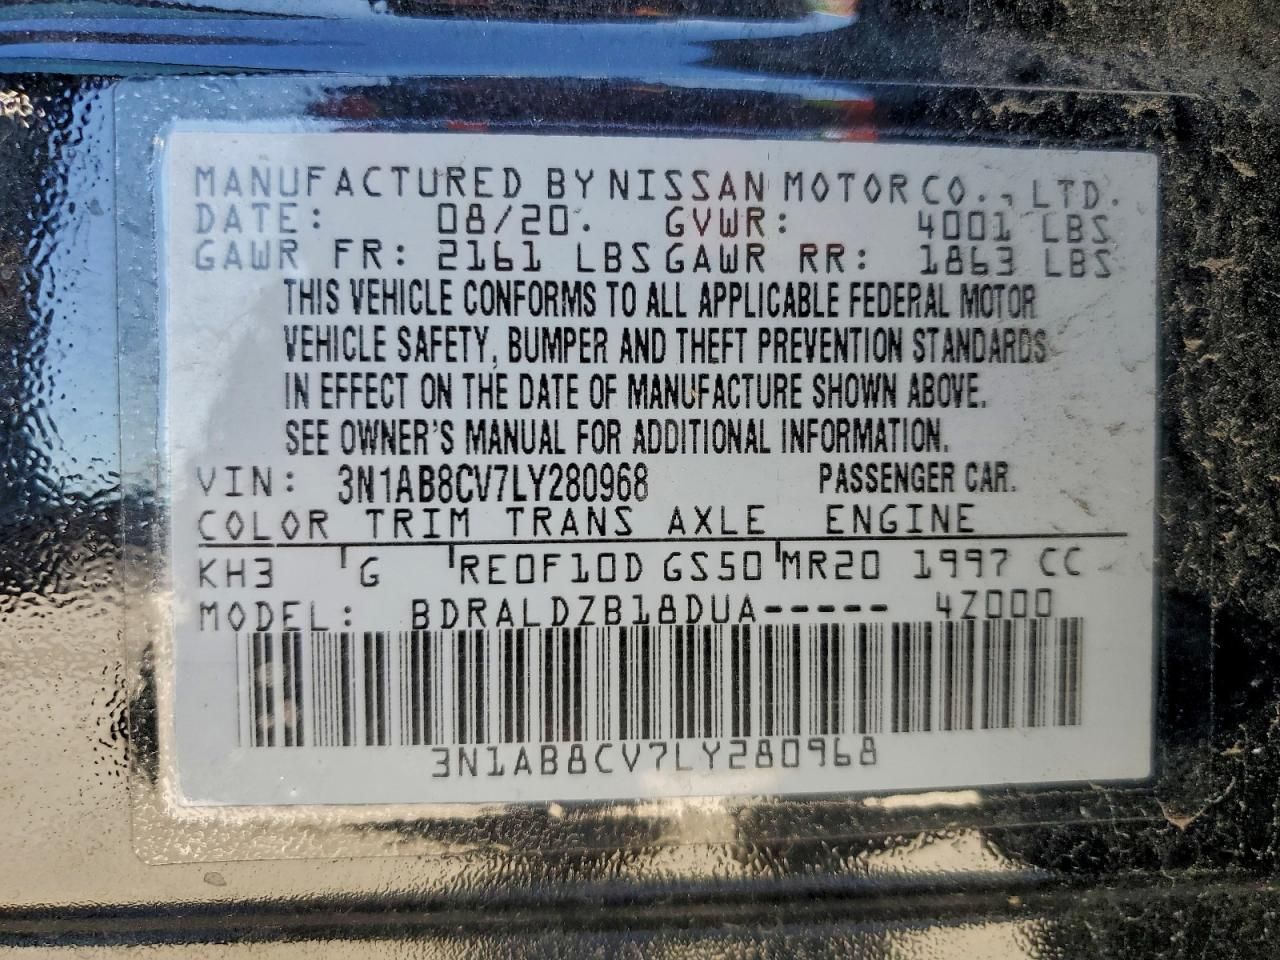 MANUFACTURED BY NISSAN MOTOR CO., LTD.
DATE: 08/20. GVWR: 4001 LBS
GAWR FR: 2161 LBS GAWR RR: 1863 LBS
THIS VEHICLE CONFORMS TO ALL APPLICABLE FEDERAL MOTOR
VEHICLE SAFETY, BUMPER AND THEFT PREVENTION STANDARDS
IN EFFECT ON THE DATE OF MANUFACTURE SHOWN ABOVE.
SEE OWNER'S MANUAL FOR ADDITIONAL INFORMATION.
VIN: 3N1AB8CV7LY280968 PASSENGER CAR.
COLOR TRIM TRANS AXLE ENGINE
KH3 G RE0F10D GS50 MR20 1997 CC
MODEL: BDRALDZB18DUA----- 4Z000
3N1AB8CV7LY280968